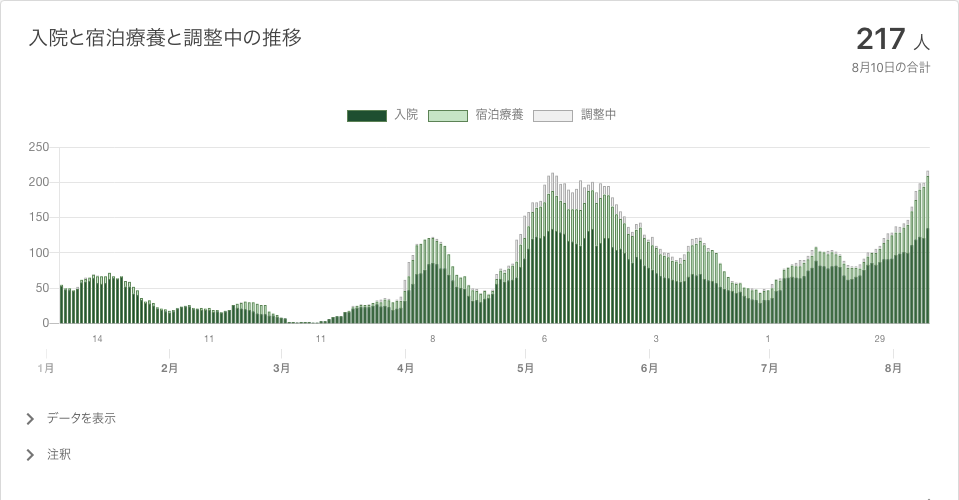 入院と宿泊療養と調整中の推移
217 人
8月10日の合計
入院 宿泊療養 調整中
250
200
150
100
50
0
14 11 11 8 6 3 1 29
1月 2月 3月 4月 5月 6月 7月 8月
データを表示
注釈